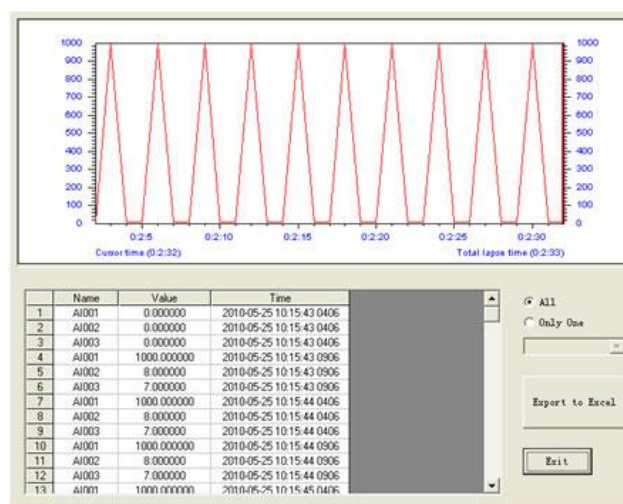 1000 1000
900 900
800 800
700 700
600 600
500 500
400 400
300 300
200 200
100 100
0 0
0:2:5 0:2:10 0:2:15 0:2:20 0:2:25 0:2:30
Cursor time (0:2:32) Total lapse time (0:2:33)
Name Value Time
1 AI001 0.000000 2010-05-25 10:15:43 0406
2 AI002 0.000000 2010-05-25 10:15:43 0406
3 AI003 0.000000 2010-05-25 10:15:43 0406
4 AI001 1000.000000 2010-05-25 10:15:43 0906
5 AI002 8.000000 2010-05-25 10:15:43 0906
6 AI003 7.000000 2010-05-25 10:15:43 0906
7 AI001 1000.000000 2010-05-25 10:15:44 0406
8 AI002 8.000000 2010-05-25 10:15:44 0406
9 AI003 7.000000 2010-05-25 10:15:44 0406
10 AI001 1000.000000 2010-05-25 10:15:44 0906
11 AI002 8.000000 2010-05-25 10:15:44 0906
12 AI003 7.000000 2010-05-25 10:15:44 0906
13 AI001 1000.000000 2010-05-25 10:15:45 0406
All
Only One
Export to Excel
Exit